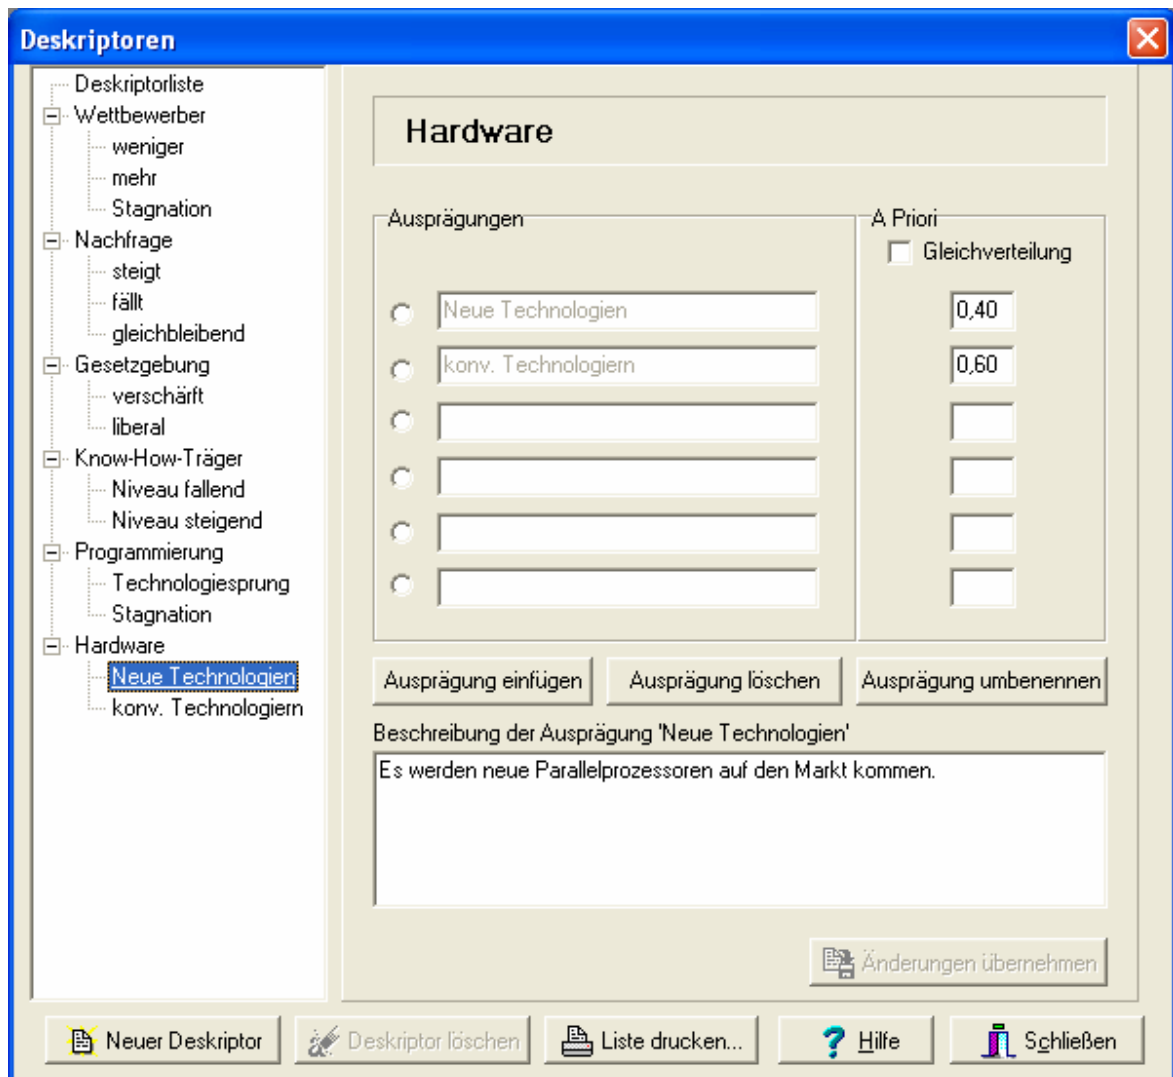 Deskriptoren
Deskriptorliste
Wettbewerber
weniger
mehr
Stagnation
Nachfrage
steigt
fällt
gleichbleibend
Gesetzgebung
verschärft
liberal
Know-How-Träger
Niveau fallend
Niveau steigend
Programmierung
Technologiesprung
Stagnation
Hardware
Neue Technologien
konv. Technologiern
Hardware
Ausprägungen
A Priori
Gleichverteilung
Neue Technologien 0,40
konv. Technologiern 0,60
Ausprägung einfügen Ausprägung löschen Ausprägung umbenennen
Beschreibung der Ausprägung 'Neue Technologien'
Es werden neue Parallelprozessoren auf den Markt kommen.
Änderungen übernehmen
Neuer Deskriptor Deskriptor löschen Liste drucken... Hilfe Schließen